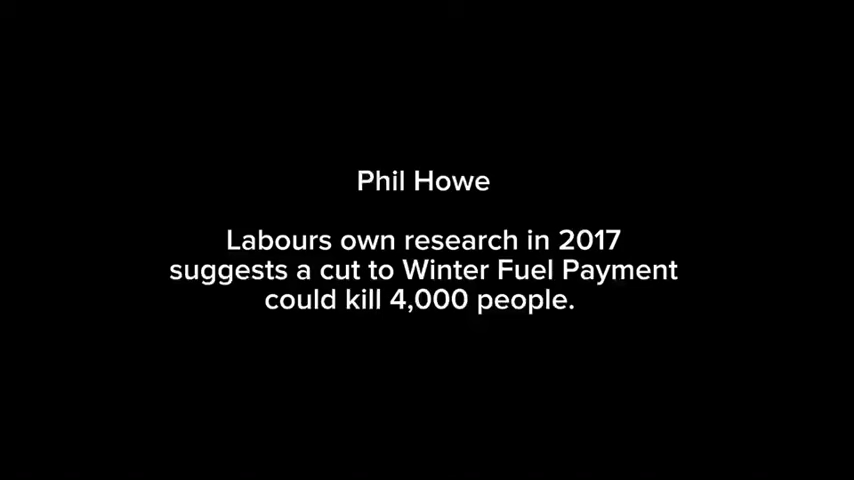 Phil Howe
Labours own research in 2017
suggests a cut to Winter Fuel Payment
could kill 4,000 people.